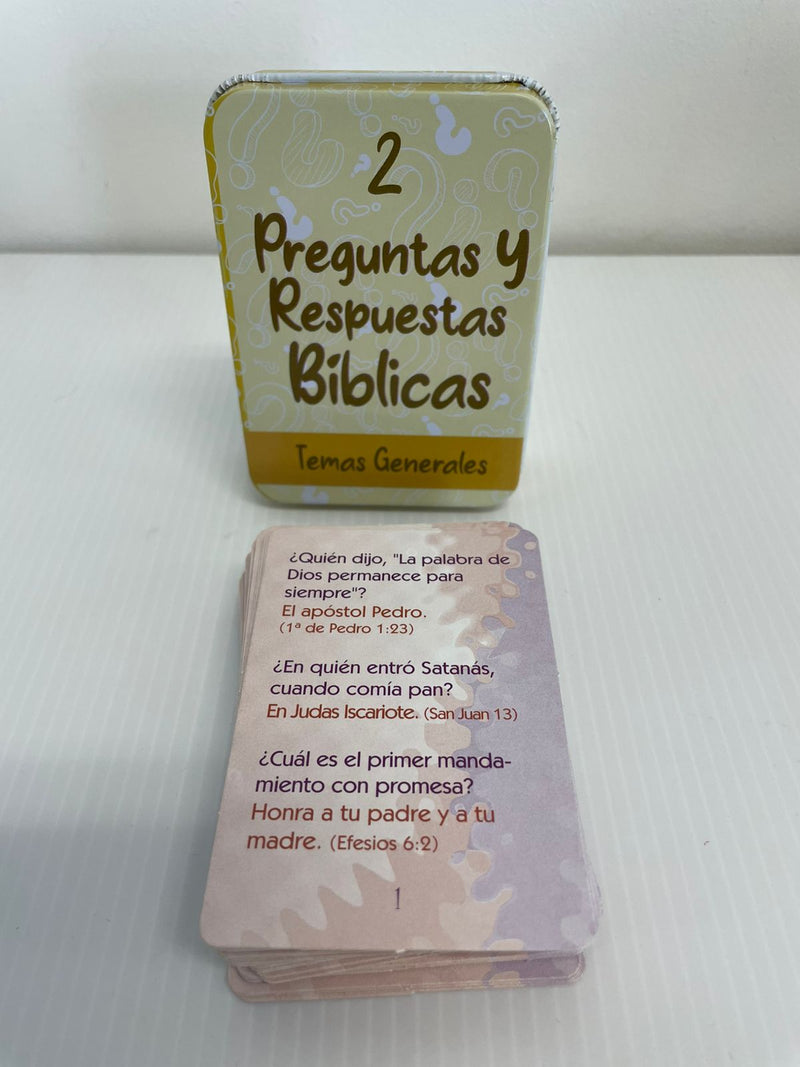 2
Preguntas y
Respuestas
Bíblicas
Temas Generales
¿Quién dijo, "La palabra de
Dios permanece para
siempre"?
El apóstol Pedro.
(1ª de Pedro 1:23)
¿En quién entró Satanás,
cuando comía pan?
En Judas Iscariote. (San Juan 13)
¿Cuál es el primer manda-
miento con promesa?
Honra a tu padre y a tu
madre. (Efesios 6:2)
1